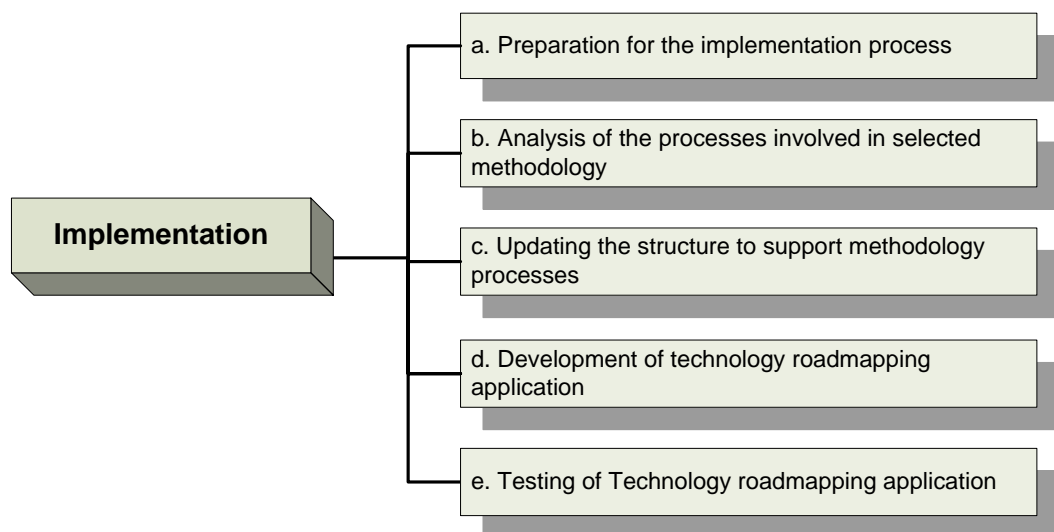 Implementation
a. Preparation for the implementation process
b. Analysis of the processes involved in selected
methodology
c. Updating the structure to support methodology
processes
d. Development of technology roadmapping
application
e. Testing of Technology roadmapping application